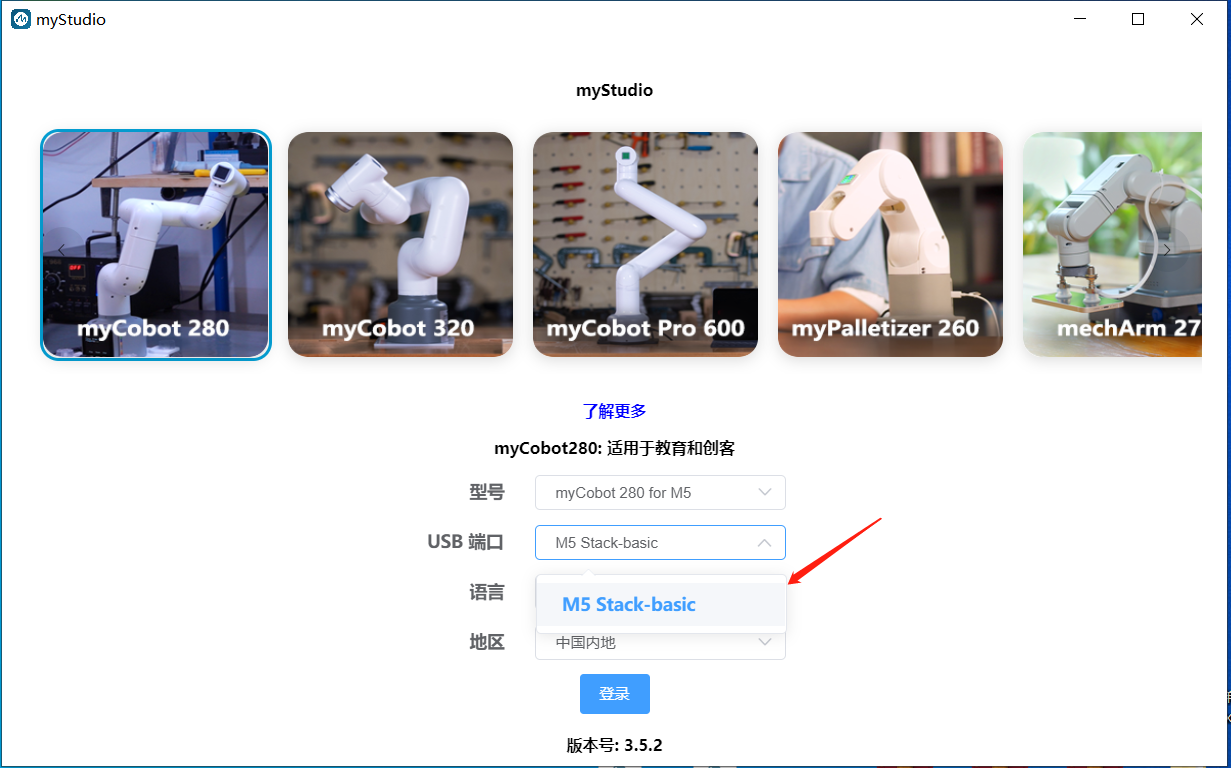 myStudio
myStudio
myCobot 280
myCobot 320
myCobot Pro 600
myPalletizer 260
mechArm 27
了解更多
myCobot280: 适用于教育和创客
型号 myCobot 280 for M5
USB 端口 M5 Stack-basic
语言
M5 Stack-basic
地区 中国内地
登录
版本号: 3.5.2